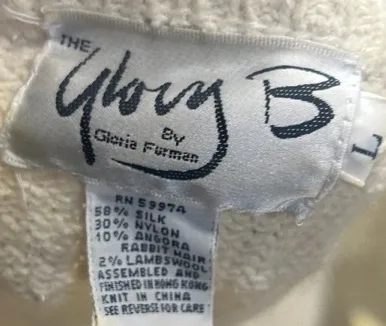 THE
Glory B
By
Gloria Furman
L
RN 59974
58% SILK
30% NYLON
10% ANGORA
RABBIT HAIR
2% LAMBSWOOL
ASSEMBLED AND
FINISHED IN HONG KONG
KNIT IN CHINA
SEE REVERSE FOR CARE